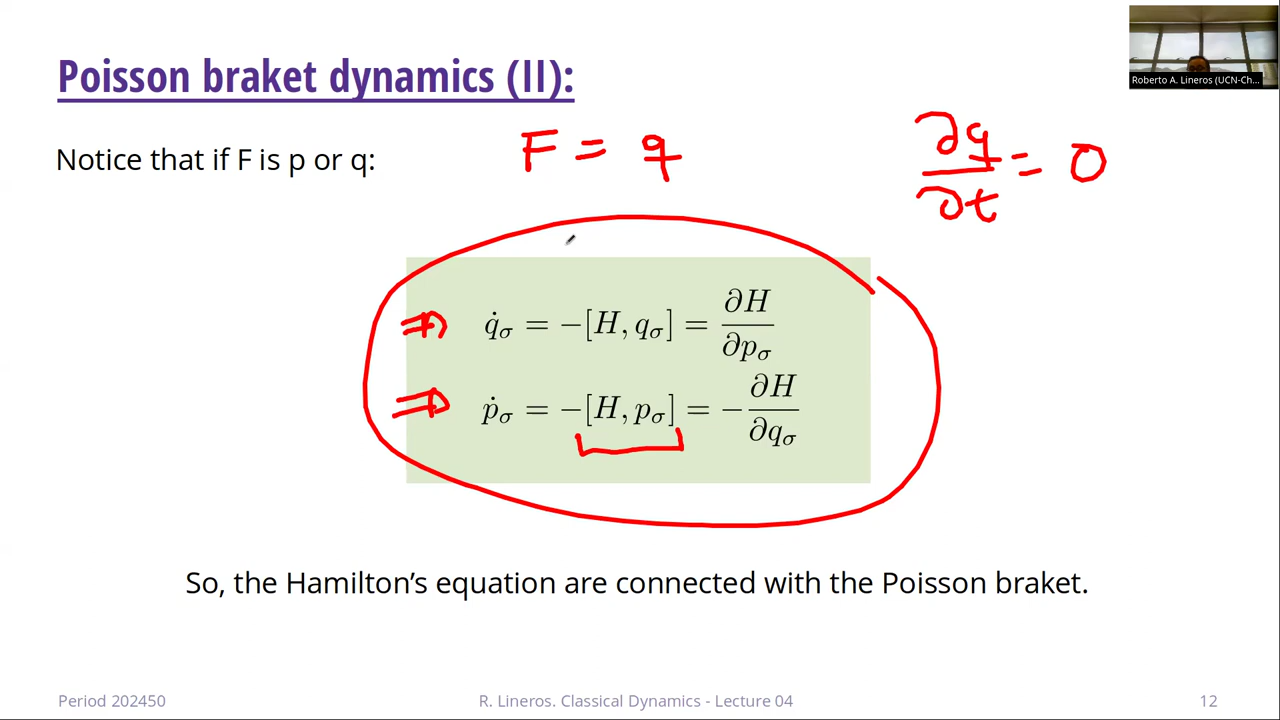 Roberto A. Lineros (UCN-Ch...
Poisson braket dynamics (II):
Notice that if F is p or q:
F = q
∂q/∂t = 0
⇒ q̇σ = −[H, qσ] = ∂H/∂pσ
⇒ ṗσ = −[H, pσ] = −∂H/∂qσ
So, the Hamilton's equation are connected with the Poisson braket.
Period 202450
R. Lineros. Classical Dynamics - Lecture 04
12